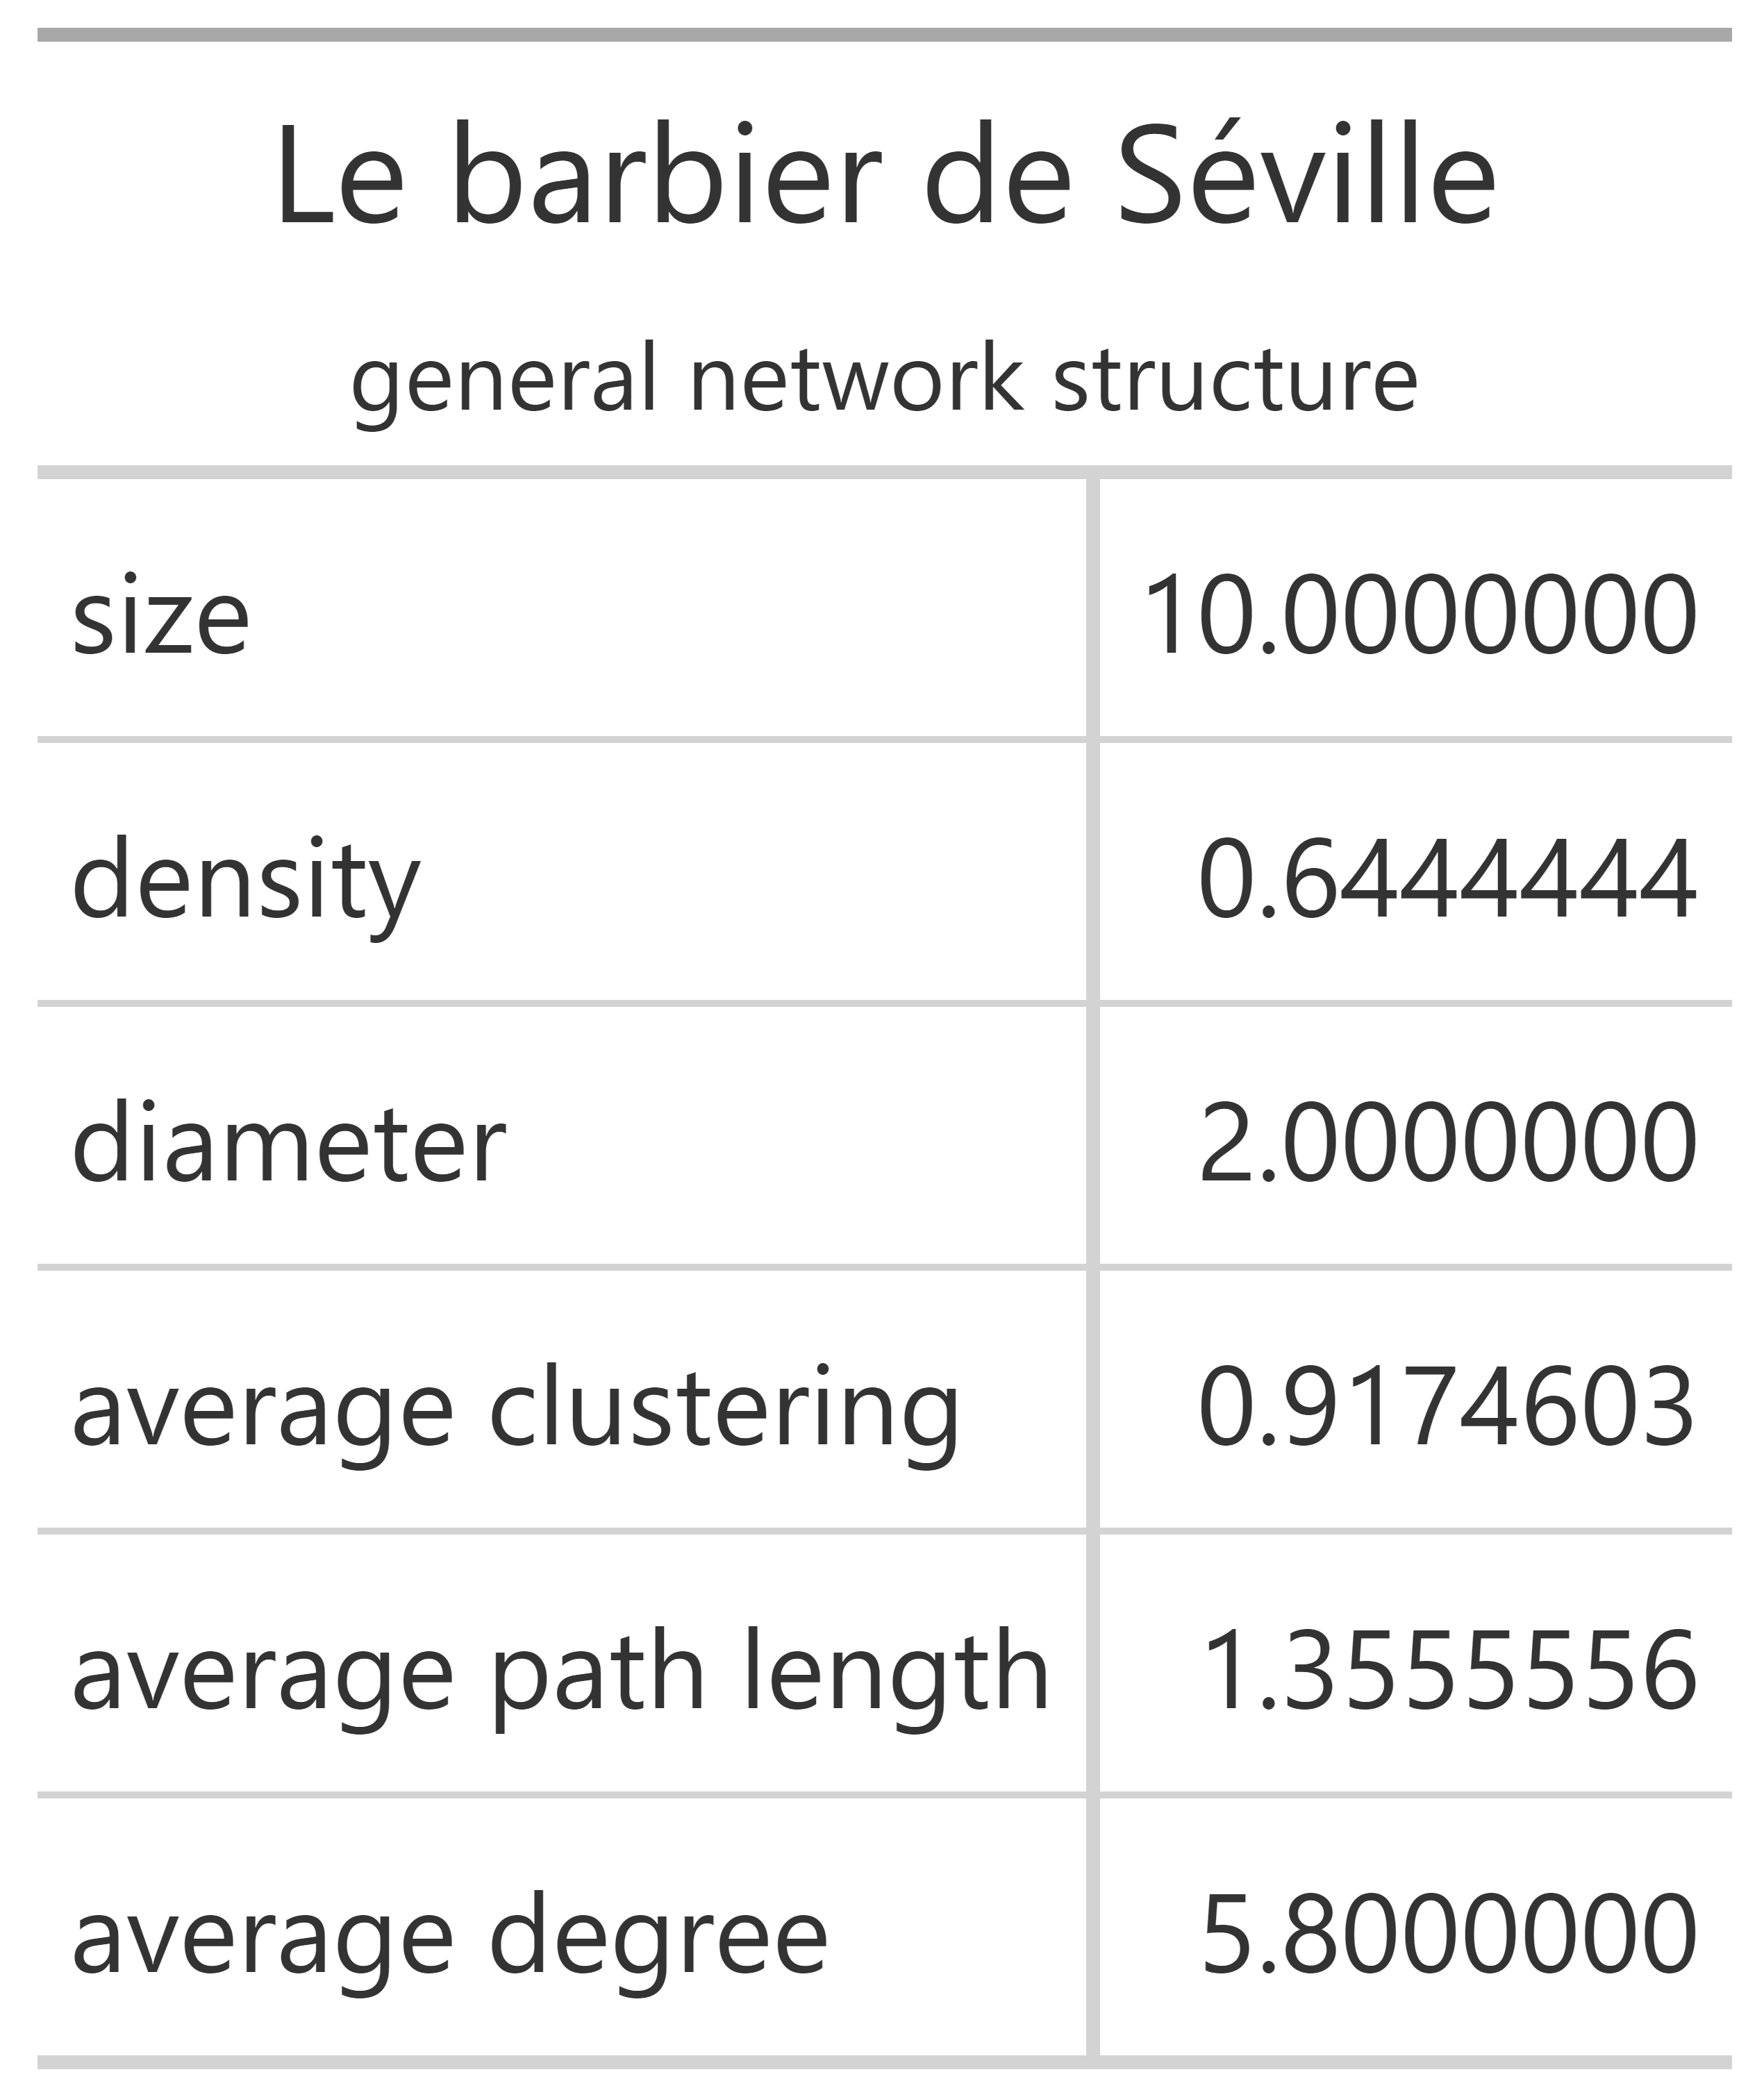 Le barbier de Séville
general network structure
size 10.0000000
density 0.6444444
diameter 2.0000000
average clustering 0.9174603
average path length 1.3555556
average degree 5.8000000